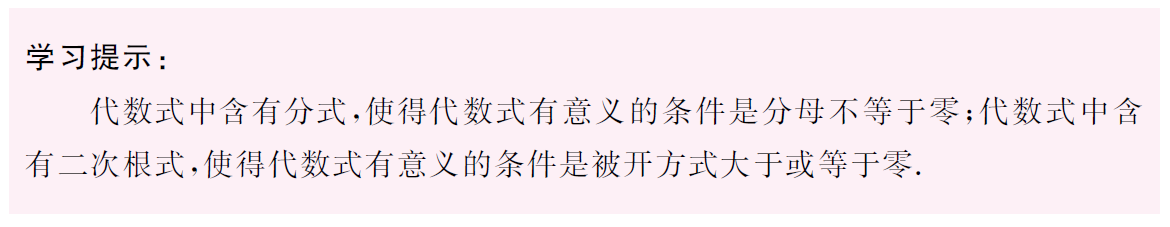 学习提示:
代数式中含有分式,使得代数式有意义的条件是分母不等于零;代数式中含
有二次根式,使得代数式有意义的条件是被开方式大于或等于零.